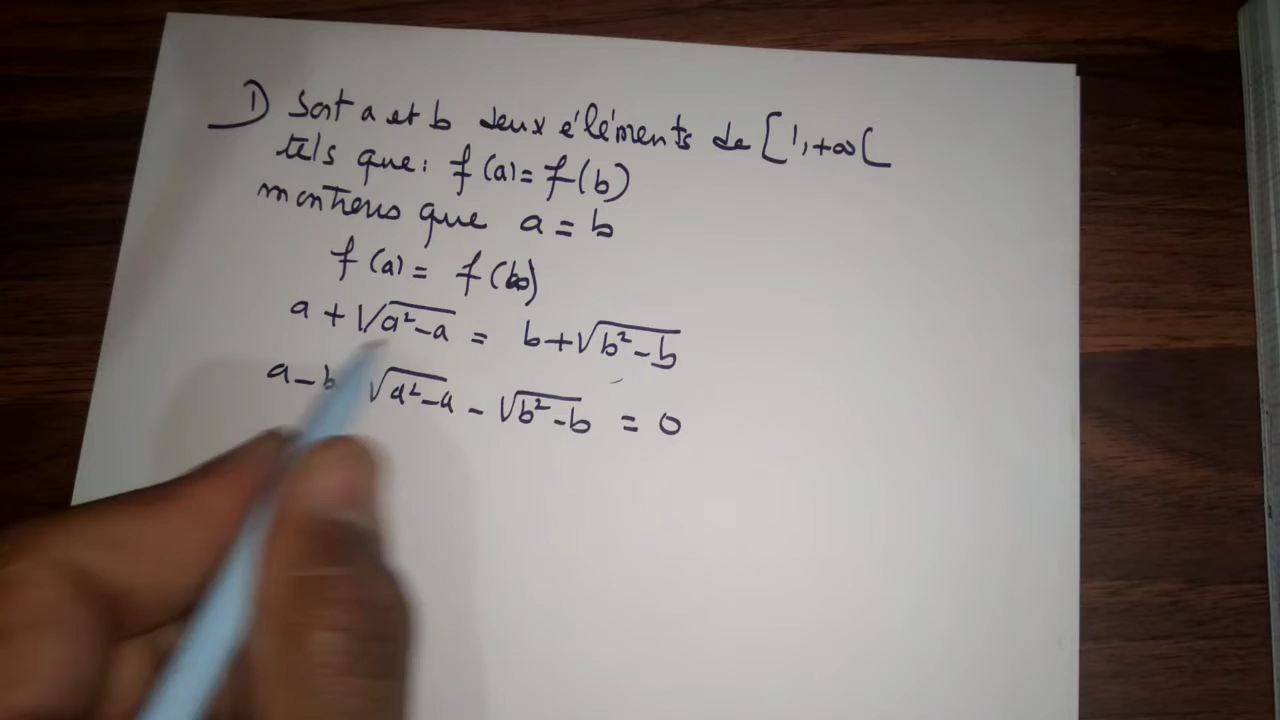 1) Soit a et b deux éléments de [1,+∞[
tels que: f(a)=f(b)
montrons que a = b
f(a) = f(b)
a + √a²-a = b+√b²-b
a-b √a²-a - √b²-b = 0